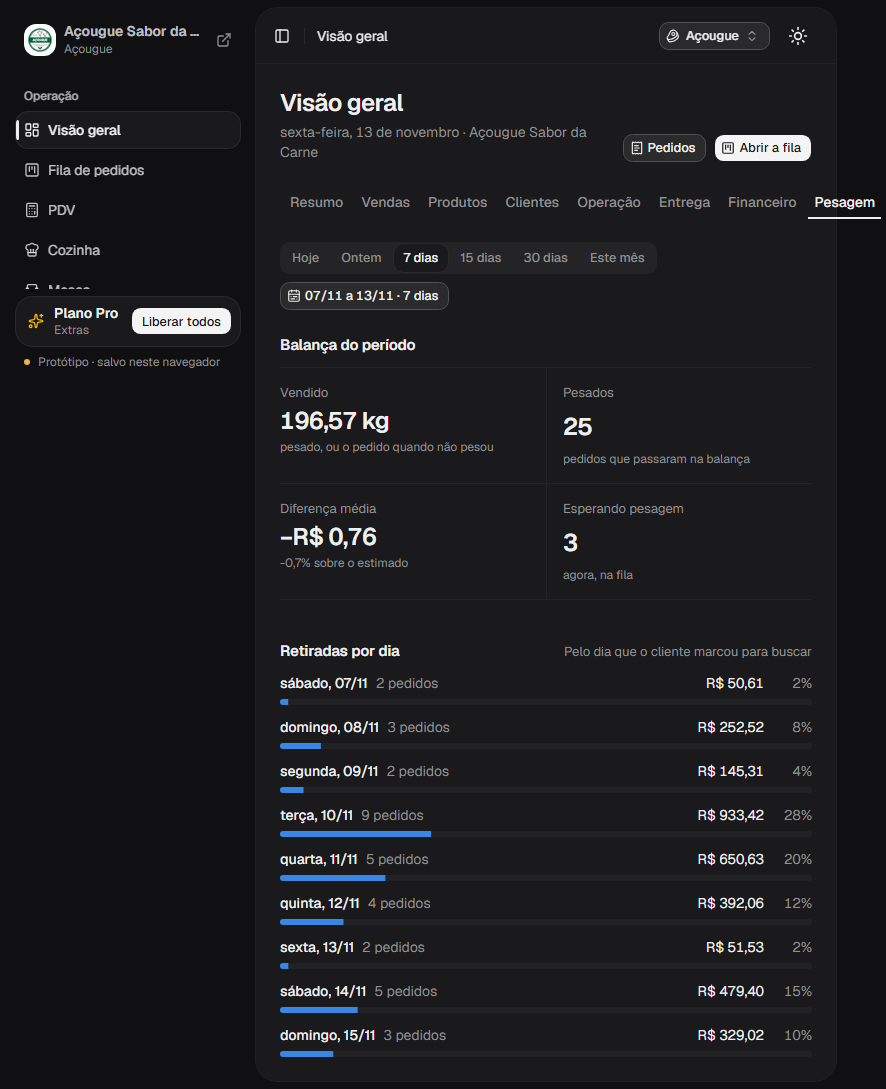 Açougue Sabor da ...
Açougue
Operação
Visão geral
Fila de pedidos
PDV
Cozinha
Plano Pro
Extras
Liberar todos
Protótipo · salvo neste navegador
Visão geral
Açougue
Visão geral
sexta-feira, 13 de novembro · Açougue Sabor da
Carne
Pedidos
Abrir a fila
Resumo Vendas Produtos Clientes Operação Entrega Financeiro Pesagem
Hoje Ontem 7 dias 15 dias 30 dias Este mês
07/11 a 13/11 · 7 dias
Balança do período
Vendido
196,57 kg
pesado, ou o pedido quando não pesou
Pesados
25
pedidos que passaram na balança
Diferença média
−R$ 0,76
-0,7% sobre o estimado
Esperando pesagem
3
agora, na fila
Retiradas por dia Pelo dia que o cliente marcou para buscar
sábado, 07/11 2 pedidos R$ 50,61 2%
domingo, 08/11 3 pedidos R$ 252,52 8%
segunda, 09/11 2 pedidos R$ 145,31 4%
terça, 10/11 9 pedidos R$ 933,42 28%
quarta, 11/11 5 pedidos R$ 650,63 20%
quinta, 12/11 4 pedidos R$ 392,06 12%
sexta, 13/11 2 pedidos R$ 51,53 2%
sábado, 14/11 5 pedidos R$ 479,40 15%
domingo, 15/11 3 pedidos R$ 329,02 10%